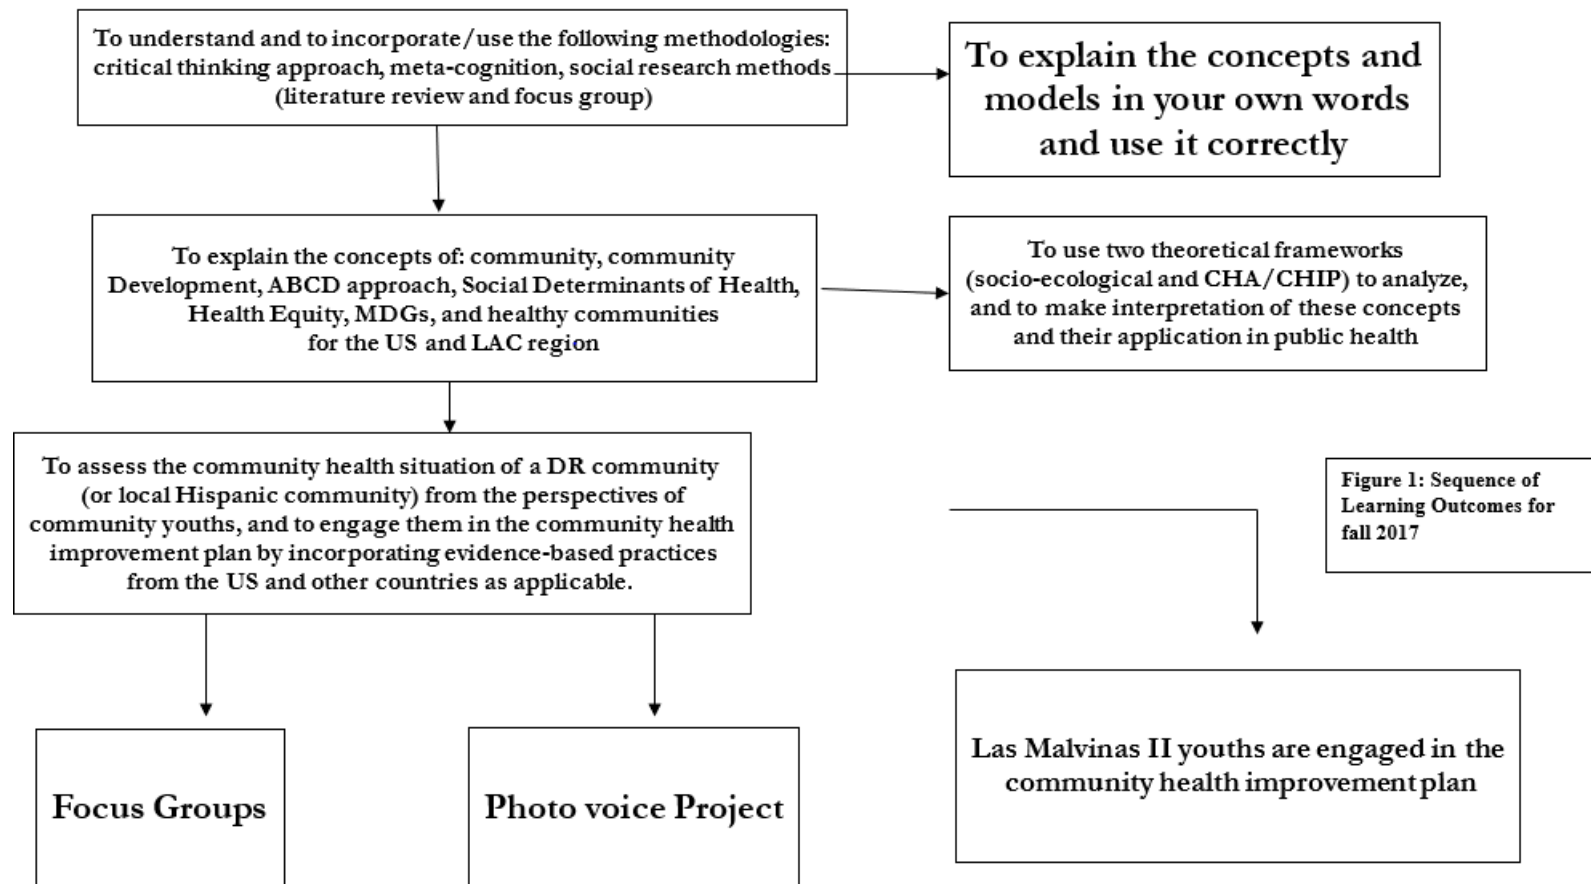 To understand and to incorporate/use the following methodologies:
critical thinking approach, meta-cognition, social research methods
(literature review and focus group)
To explain the concepts and
models in your own words
and use it correctly
To explain the concepts of: community, community
Development, ABCD approach, Social Determinants of Health,
Health Equity, MDGs, and healthy communities
for the US and LAC region
To use two theoretical frameworks
(socio-ecological and CHA/CHIP) to analyze,
and to make interpretation of these concepts
and their application in public health
To assess the community health situation of a DR community
(or local Hispanic community) from the perspectives of
community youths, and to engage them in the community health
improvement plan by incorporating evidence-based practices
from the US and other countries as applicable.
Figure 1: Sequence of
Learning Outcomes for
fall 2017
Focus Groups
Photo voice Project
Las Malvinas II youths are engaged in the
community health improvement plan